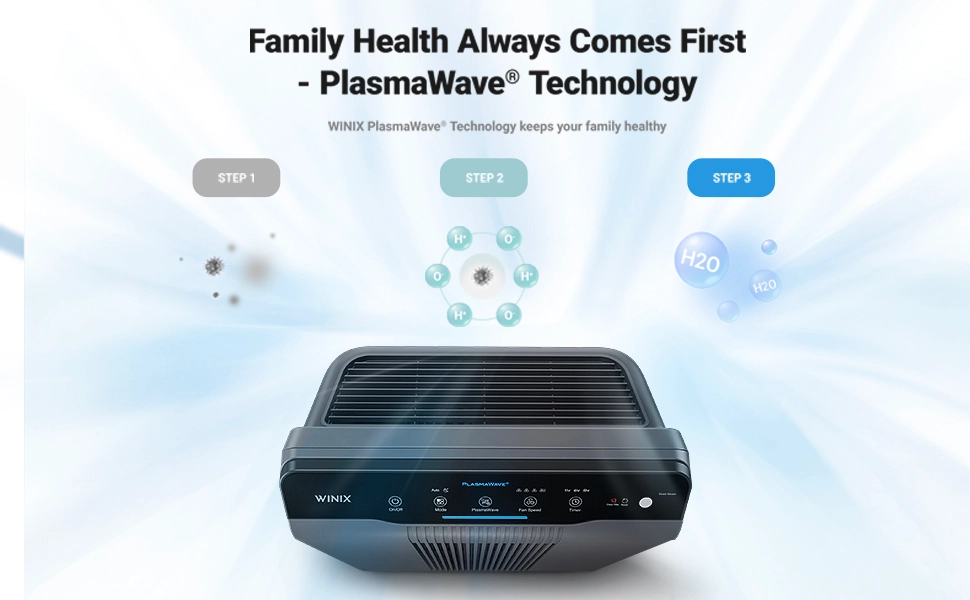 Family Health Always Comes First
- PlasmaWave® Technology
WINIX PlasmaWave® Technology keeps your family healthy
STEP 1
STEP 2
STEP 3
H⁺ O⁻
O⁻ H⁺
H⁺ O⁻
H2O
H2O
PLASMAWAVE®
Auto
WINIX
On/Off
Mode
PlasmaWave
Fan Speed
Timer